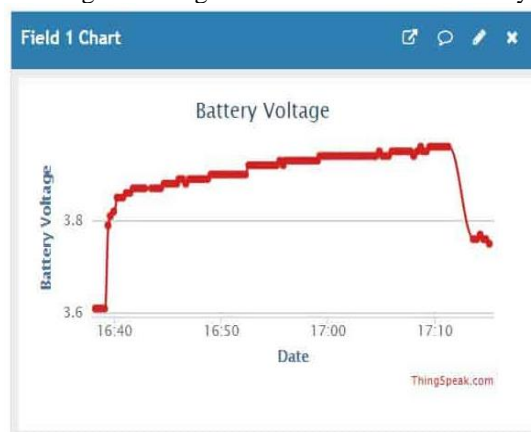 Field 1 Chart
Battery Voltage
Battery Voltage
3.8
3.6
16:40 16:50 17:00 17:10
Date
ThingSpeak.com